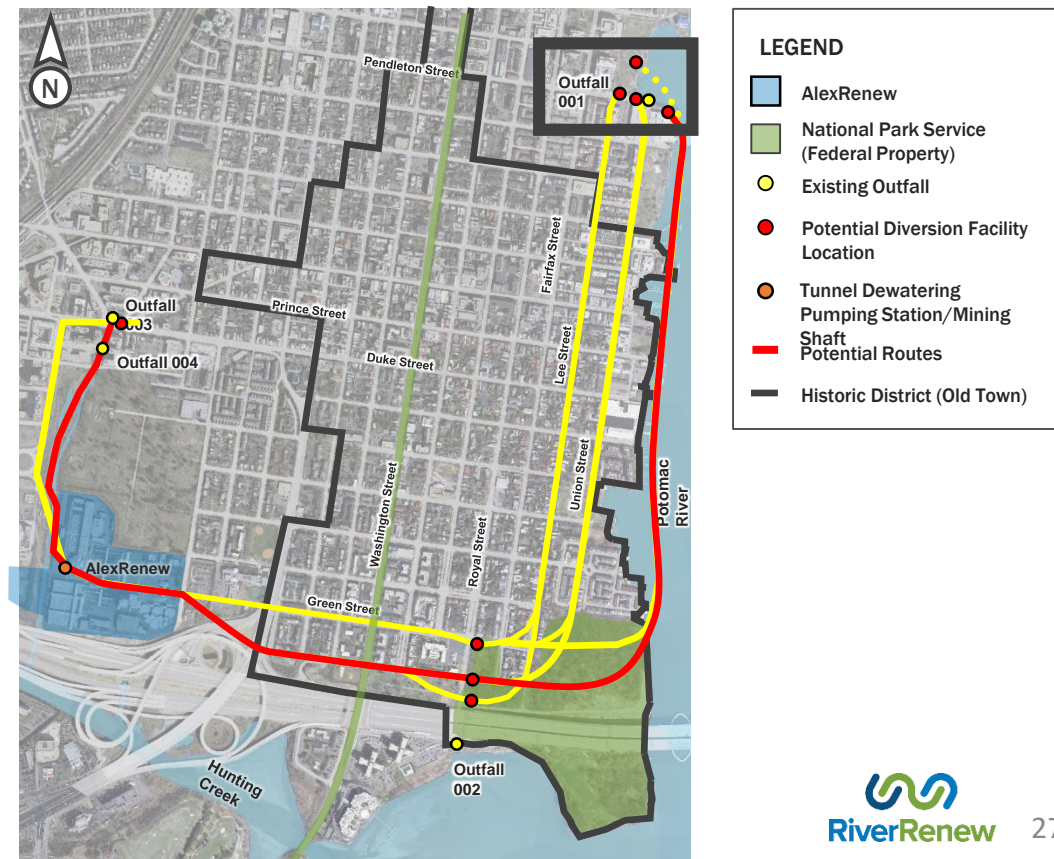 N
Pendleton Street
Outfall
001
Fairfax Street
Prince Street
Outfall
003
Outfall 004
Duke Street
Lee Street
Union Street
Washington Street
Royal Street
Potomac
River
AlexRenew
Green Street
Hunting
Creek
Outfall
002
LEGEND
AlexRenew
National Park Service
(Federal Property)
Existing Outfall
Potential Diversion Facility
Location
Tunnel Dewatering
Pumping Station/Mining
Shaft
Potential Routes
Historic District (Old Town)
RiverRenew
27